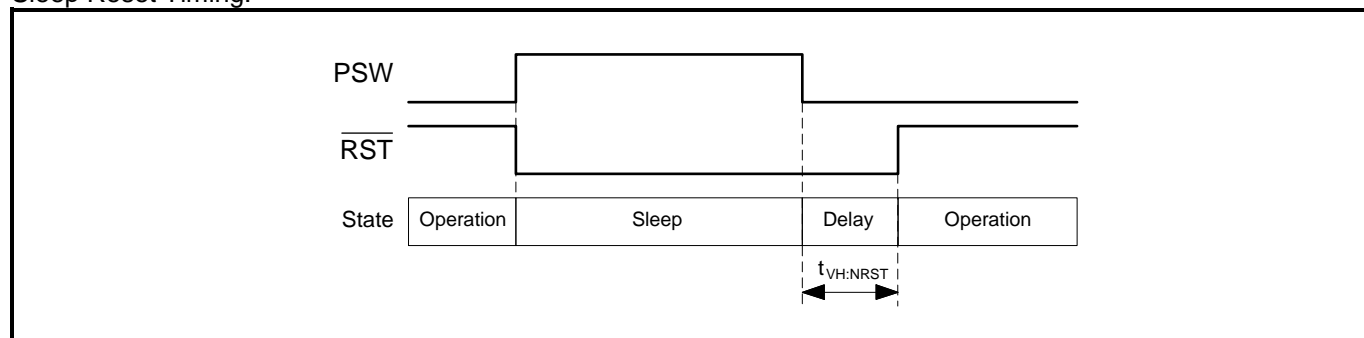 Sleep Reset Timing:
PSW
RST
State Operation Sleep Delay Operation
tVH:NRST